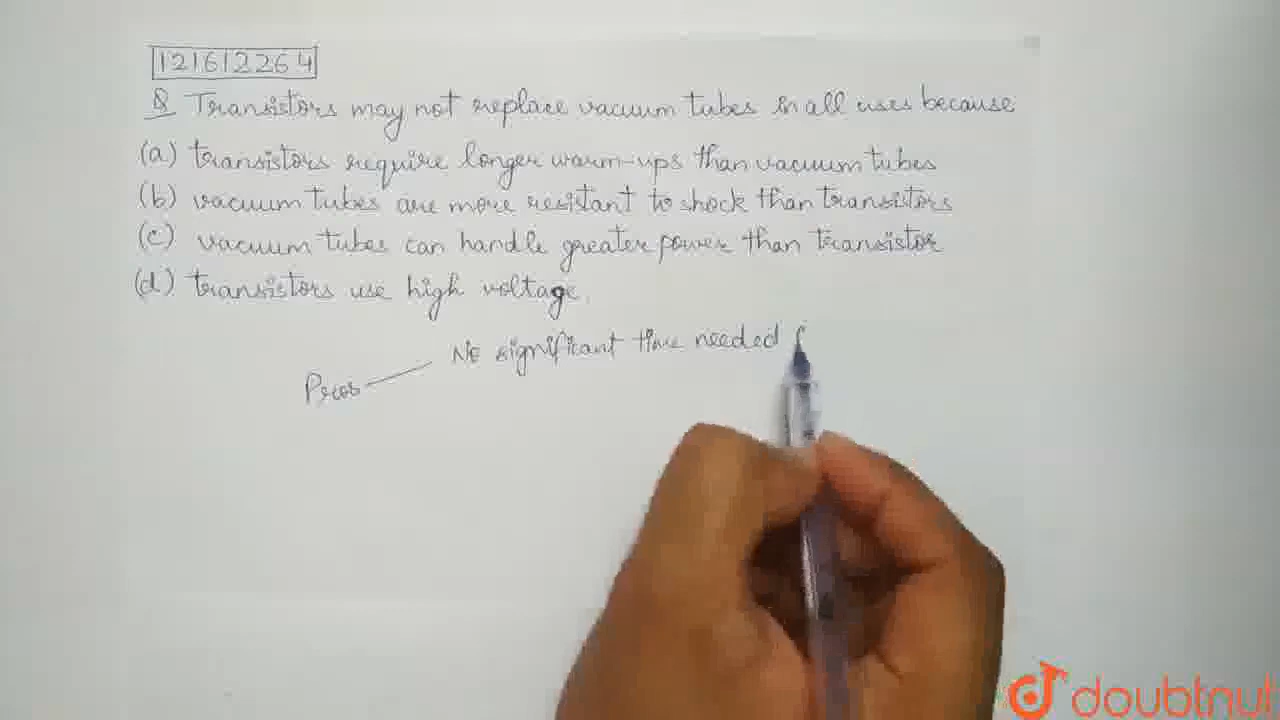 121612264
Q Transistors may not replace vacuum tubes in all uses because
(a) transistors require longer warm-ups than vacuum tubes
(b) vacuum tubes are more resistant to shock than transistors
(c) vacuum tubes can handle greater power than transistor
(d) transistors use high voltage.
No significant time needed
Pros
doubtnut